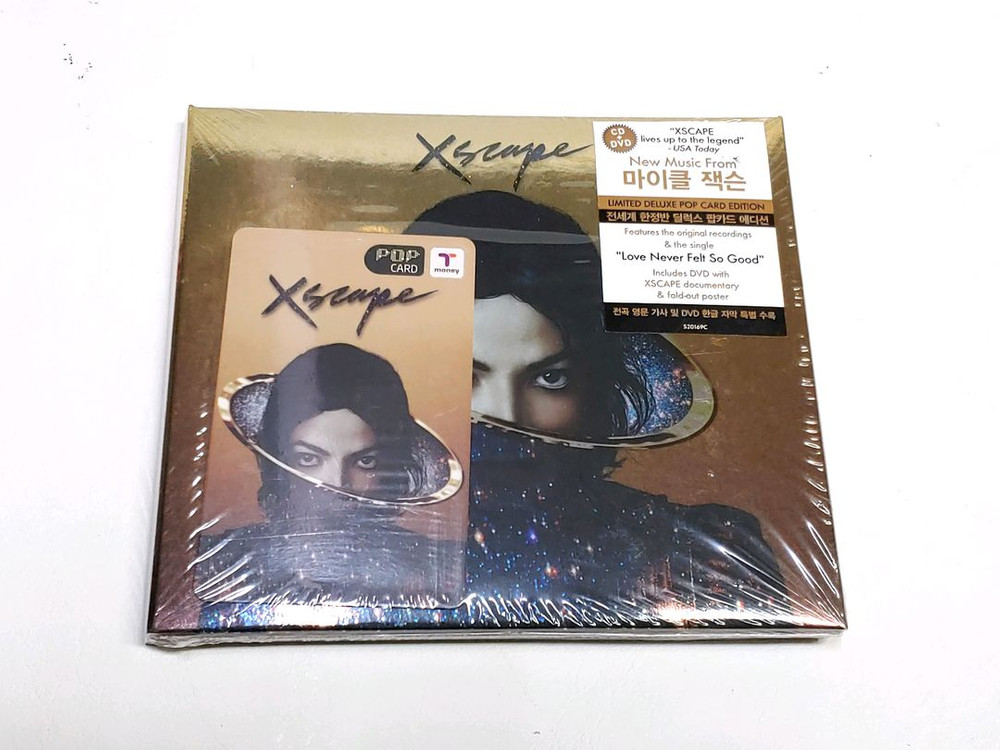 Xscape
CD
+
DVD
"XSCAPE
lives up to the legend"
- USA Today
New Music From
마이클 잭슨
LIMITED DELUXE POP CARD EDITION
전세계 한정반 딜럭스 팝카드 에디션
Features the original recordings
& the single
"Love Never Felt So Good"
Includes DVD with
XSCAPE documentary
& fold-out poster
전곡 영문 가사 및 DVD 한글 자막 특별 수록
S20169C
POP
CARD
T
money
Xscape